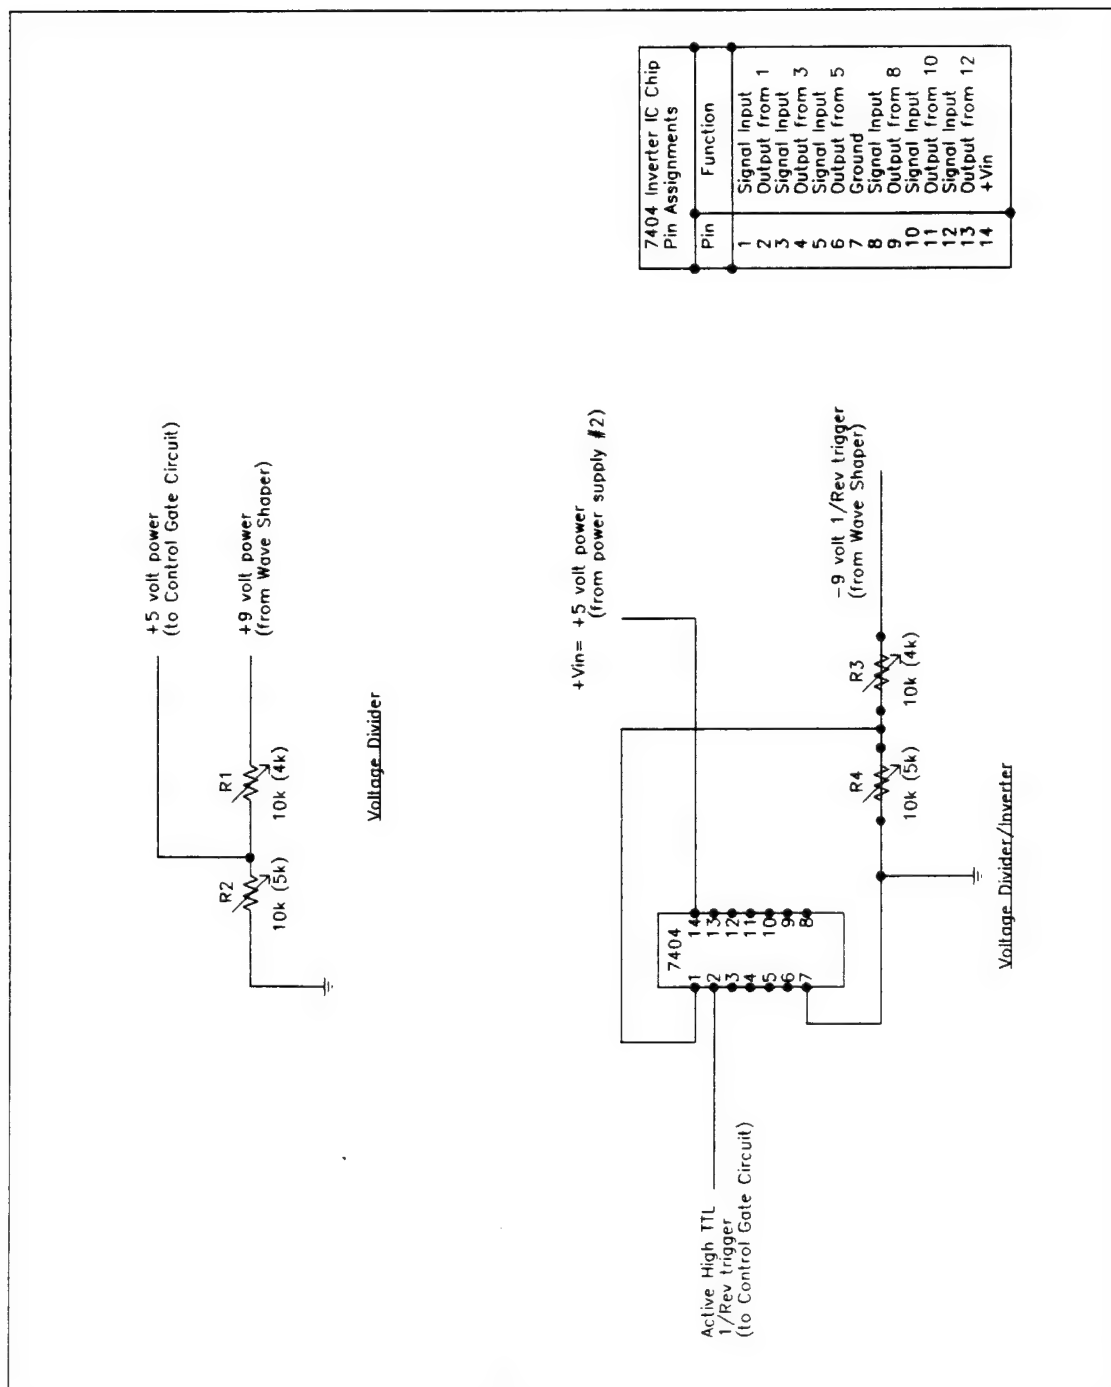 +5 volt power
(to Control Gate Circuit)
+9 volt power
(from Wave Shaper)
R2
R1
10k (5k)
10k (4k)
Voltage Divider
7404 Inverter IC Chip
Pin Assignments
Pin Function
1 Signal Input
2 Output from 1
3 Signal Input
4 Output from 3
5 Signal Input
6 Output from 5
7 Ground
8 Signal Input
9 Output from 8
10 Signal Input
11 Output from 10
12 Signal Input
13 Output from 12
14 +Vin
+Vin= +5 volt power
(from power supply #2)
7404
1 14
2 13
3 12
4 11
5 10
6 9
7 8
Active High TTL
1/Rev trigger
(to Control Gate Circuit)
-9 volt 1/Rev trigger
(from Wave Shaper)
R4
R3
10k (5k)
10k (4k)
Voltage Divider/Inverter